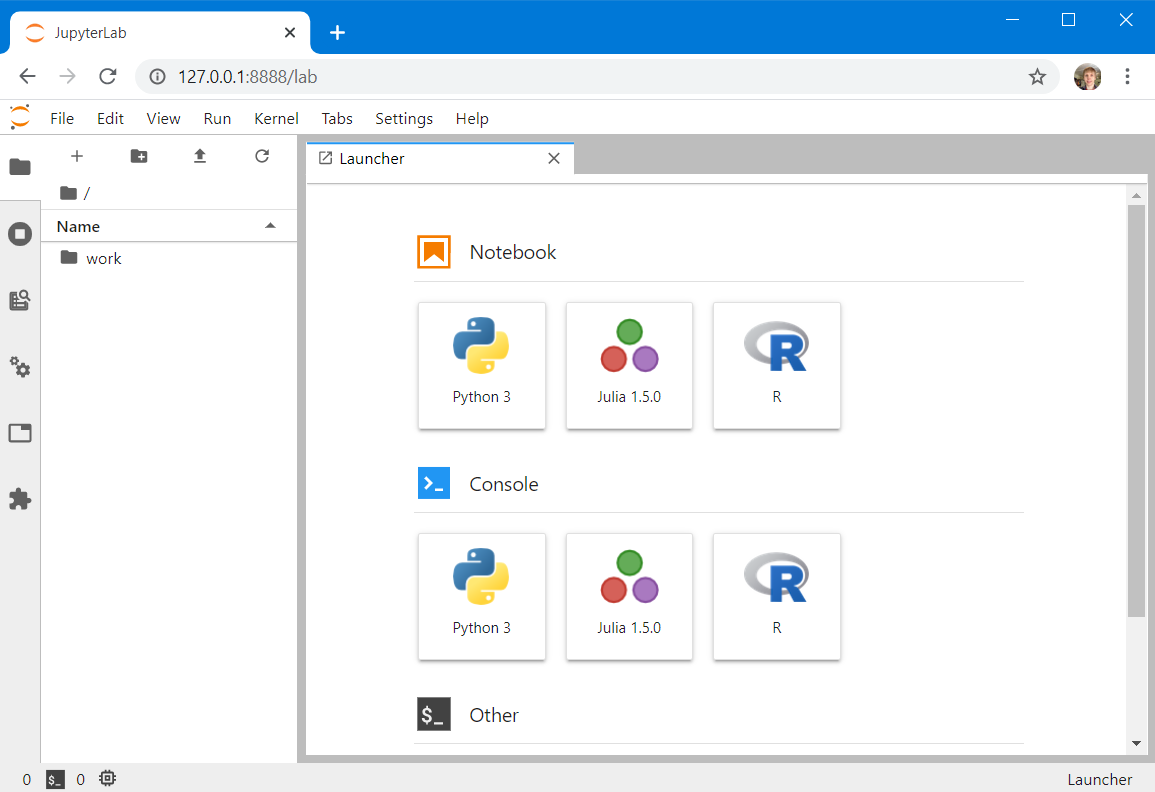 JupyterLab
127.0.0.1:8888/lab
File Edit View Run Kernel Tabs Settings Help
Launcher
/
Name
work
Notebook
Python 3 Julia 1.5.0 R
Console
>_
Python 3 Julia 1.5.0 R
$_ Other
0 $_ 0 Launcher